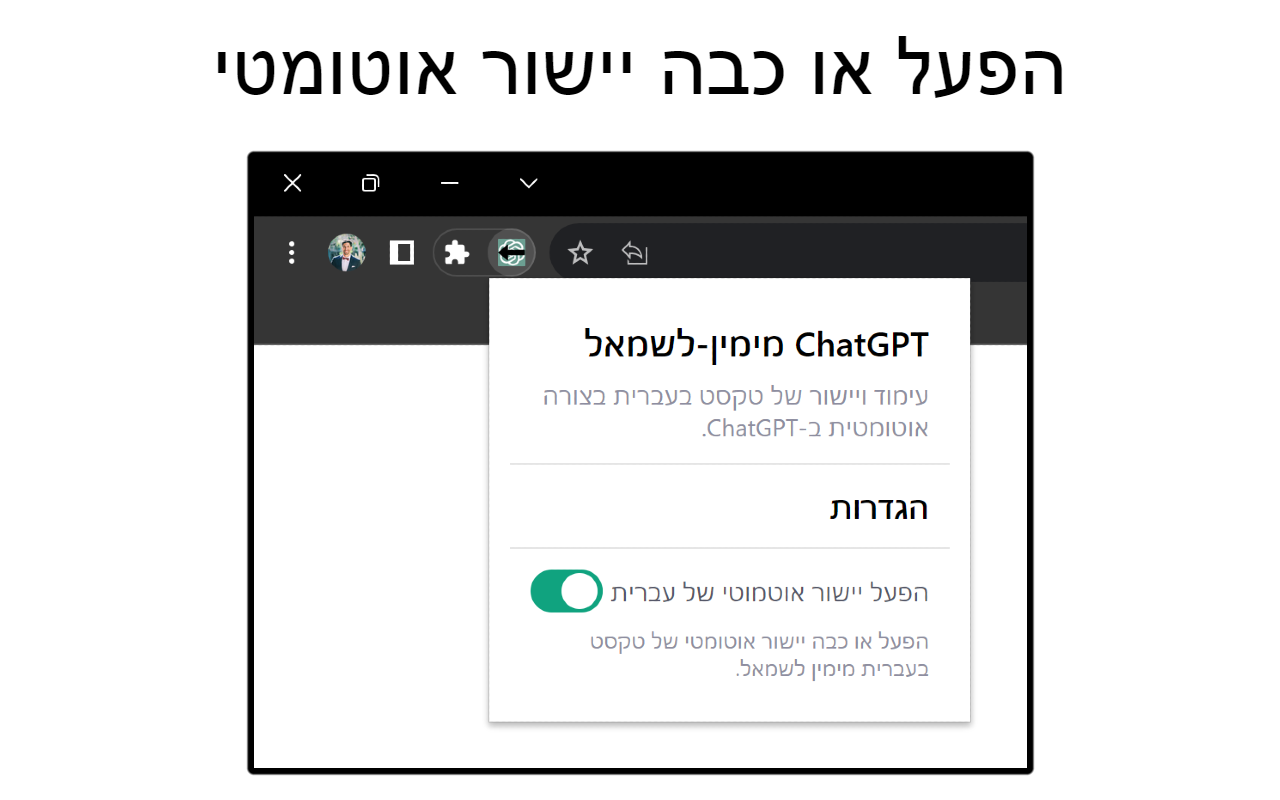 הפעל או כבה יישור אוטומטי
ChatGPT מימין-לשמאל
עימוד ויישור של טקסט בעברית בצורה
אוטומטית ב-ChatGPT.
הגדרות
הפעל יישור אוטמוטי של עברית
הפעל או כבה יישור אוטומטי של טקסט
בעברית מימין לשמאל.